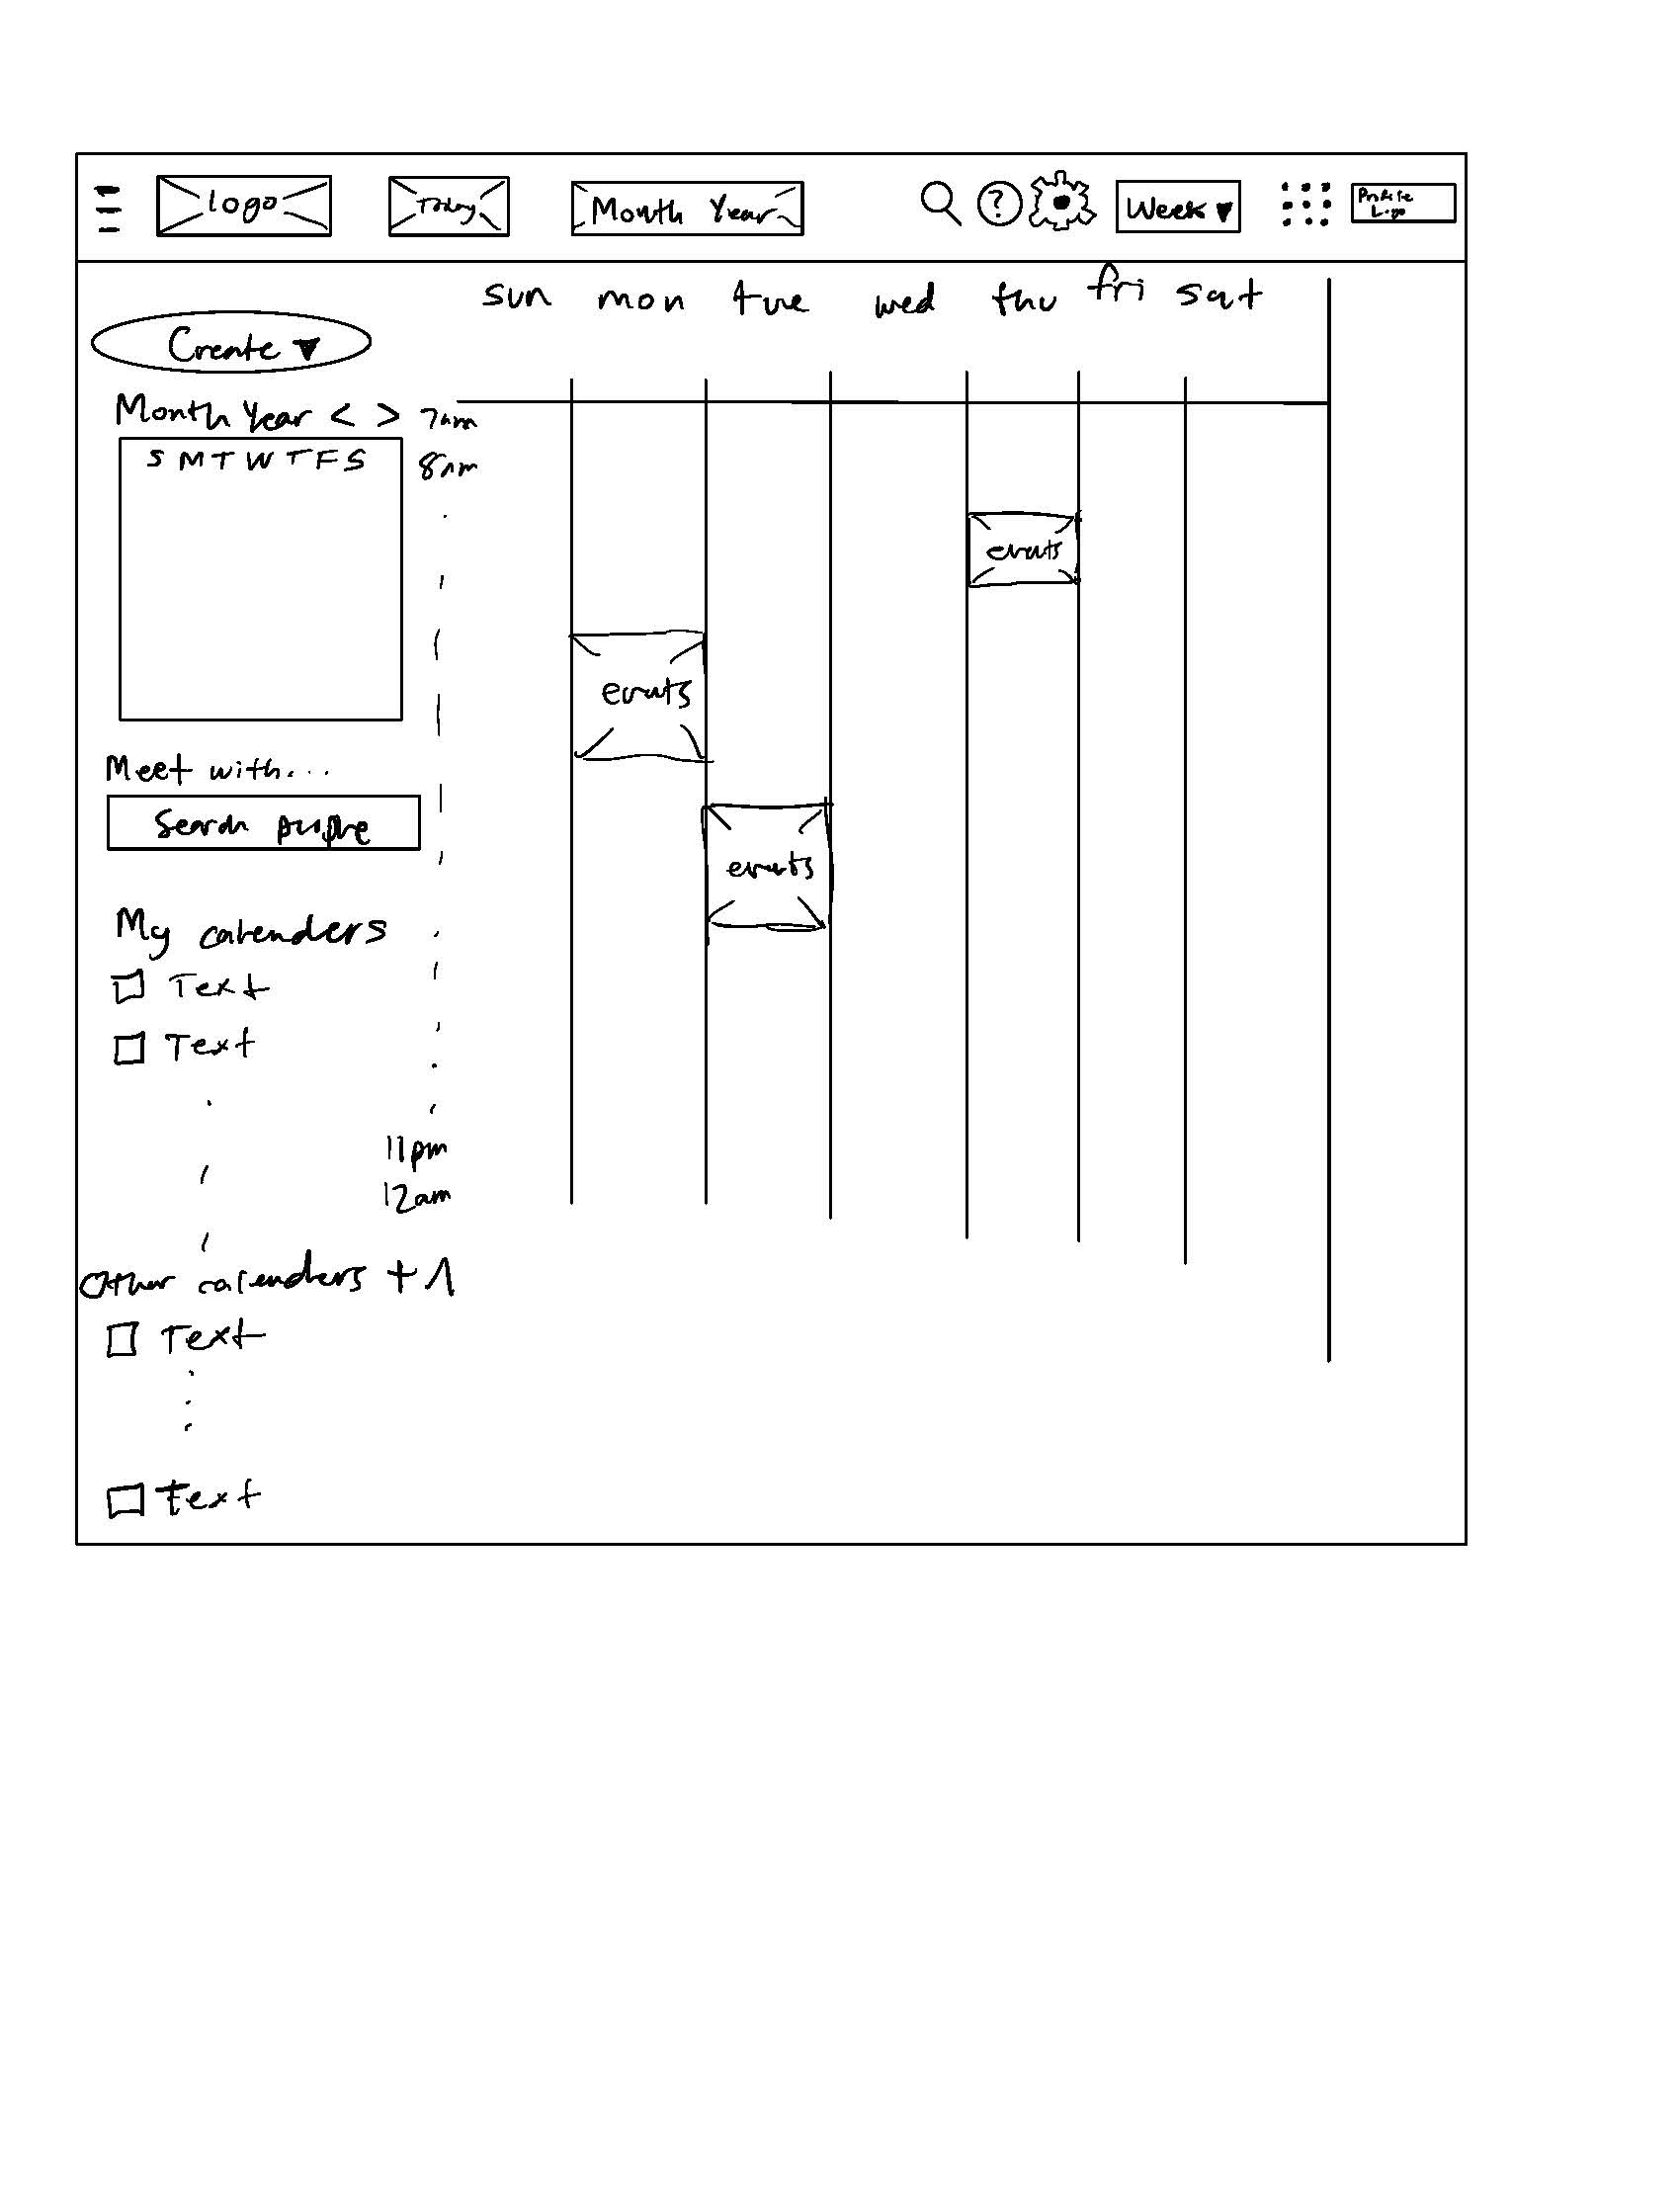 logo
Today
Month Year
?
Week ▼
Profile
Logo
sun mon tue wed thu fri sat
Create ▼
Month Year < >
S M T W T F S
7am
8am
11pm
12am
events
events
events
Meet with...
Search people
My calenders
Text
Text
Other calenders + ^
Text
Text